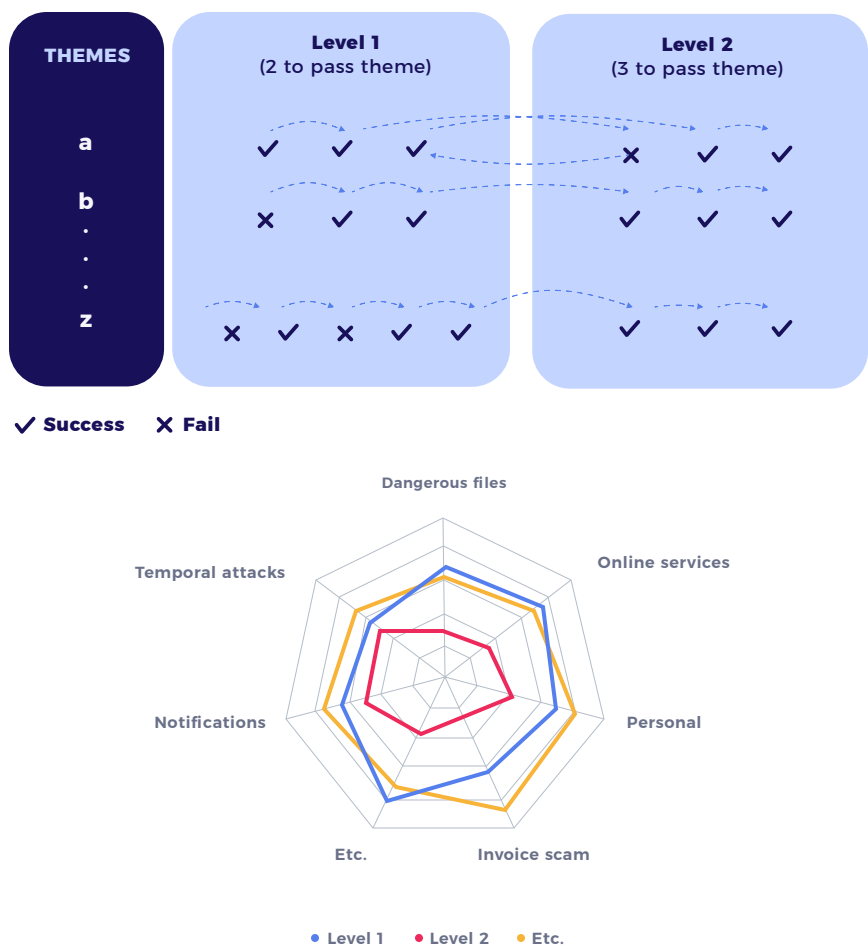 THEMES
Level 1
(2 to pass theme)
Level 2
(3 to pass theme)
a
b
.
.
.
z
Success
Fail
Dangerous files
Online services
Temporal attacks
Notifications
Personal
Etc.
Invoice scam
Level 1
Level 2
Etc.